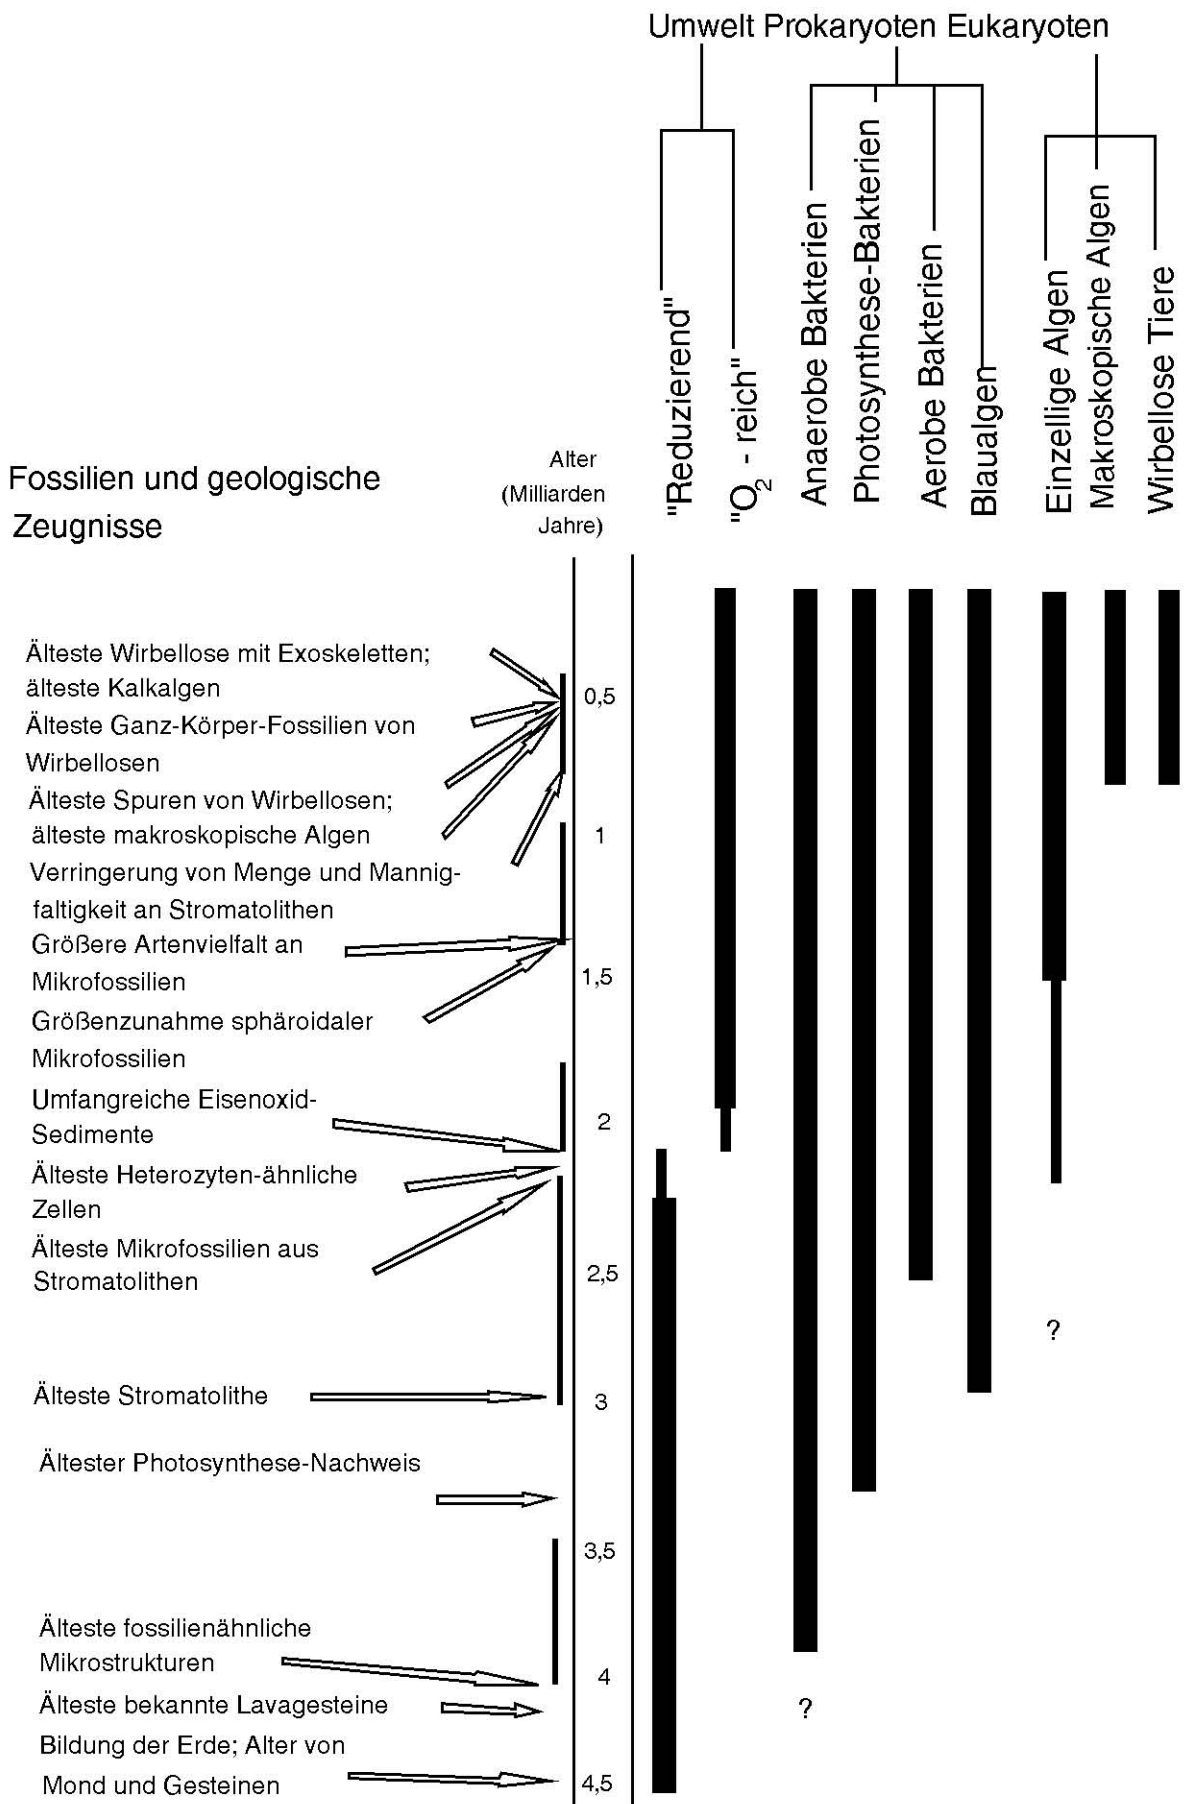 Umwelt Prokaryoten Eukaryoten
"Reduzierend"
"O2 - reich"
Anaerobe Bakterien
Photosynthese-Bakterien
Aerobe Bakterien
Blaualgen
Einzellige Algen
Makroskopische Algen
Wirbellose Tiere
Fossilien und geologische
Zeugnisse
Alter
(Milliarden
Jahre)
Älteste Wirbellose mit Exoskeletten;
älteste Kalkalgen
0,5
Älteste Ganz-Körper-Fossilien von
Wirbellosen
Älteste Spuren von Wirbellosen;
älteste makroskopische Algen
1
Verringerung von Menge und Mannig-
faltigkeit an Stromatolithen
Größere Artenvielfalt an
Mikrofossilien
1,5
Größenzunahme sphäroidaler
Mikrofossilien
Umfangreiche Eisenoxid-
Sedimente
2
Älteste Heterozyten-ähnliche
Zellen
Älteste Mikrofossilien aus
Stromatolithen
2,5
?
Älteste Stromatolithe
3
Ältester Photosynthese-Nachweis
3,5
Älteste fossilienähnliche
Mikrostrukturen
4
Älteste bekannte Lavagesteine
?
Bildung der Erde; Alter von
Mond und Gesteinen
4,5